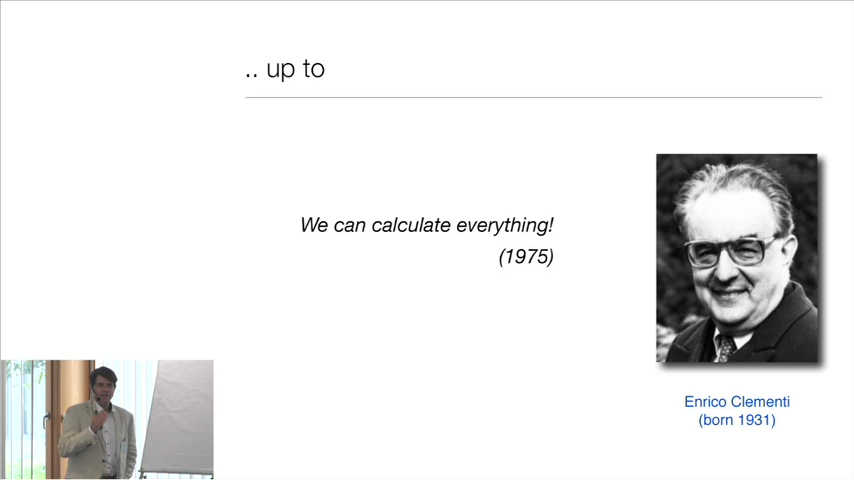 .. up to
We can calculate everything!
(1975)
Enrico Clementi
(born 1931)